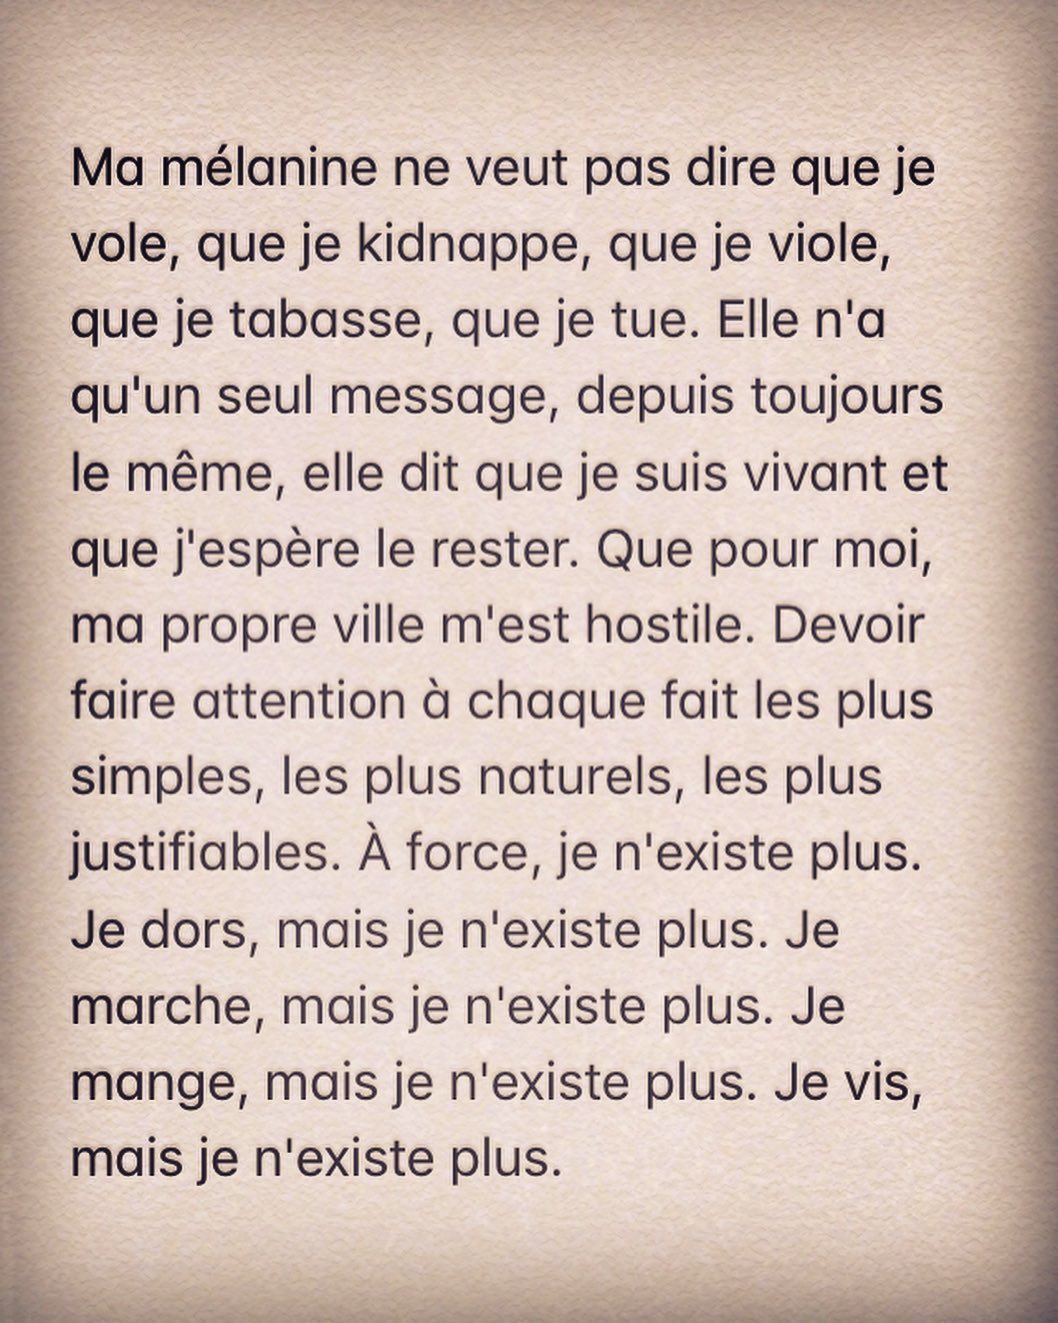 Ma mélanine ne veut pas dire que je
vole, que je kidnappe, que je viole,
que je tabasse, que je tue. Elle n'a
qu'un seul message, depuis toujours
le même, elle dit que je suis vivant et
que j'espère le rester. Que pour moi,
ma propre ville m'est hostile. Devoir
faire attention à chaque fait les plus
simples, les plus naturels, les plus
justifiables. À force, je n'existe plus.
Je dors, mais je n'existe plus. Je
marche, mais je n'existe plus. Je
mange, mais je n'existe plus. Je vis,
mais je n'existe plus.